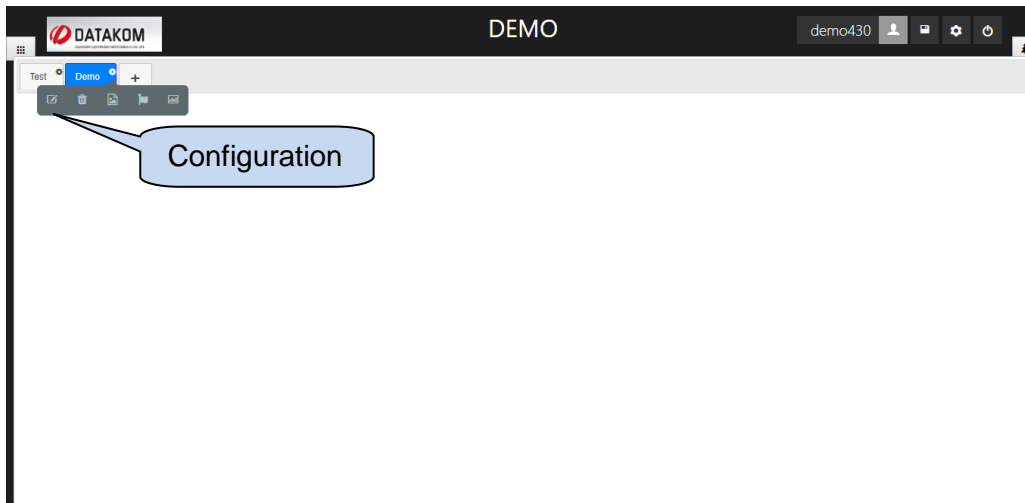 DATAKOM
DEMO
demo430
Test
Demo
+
Configuration